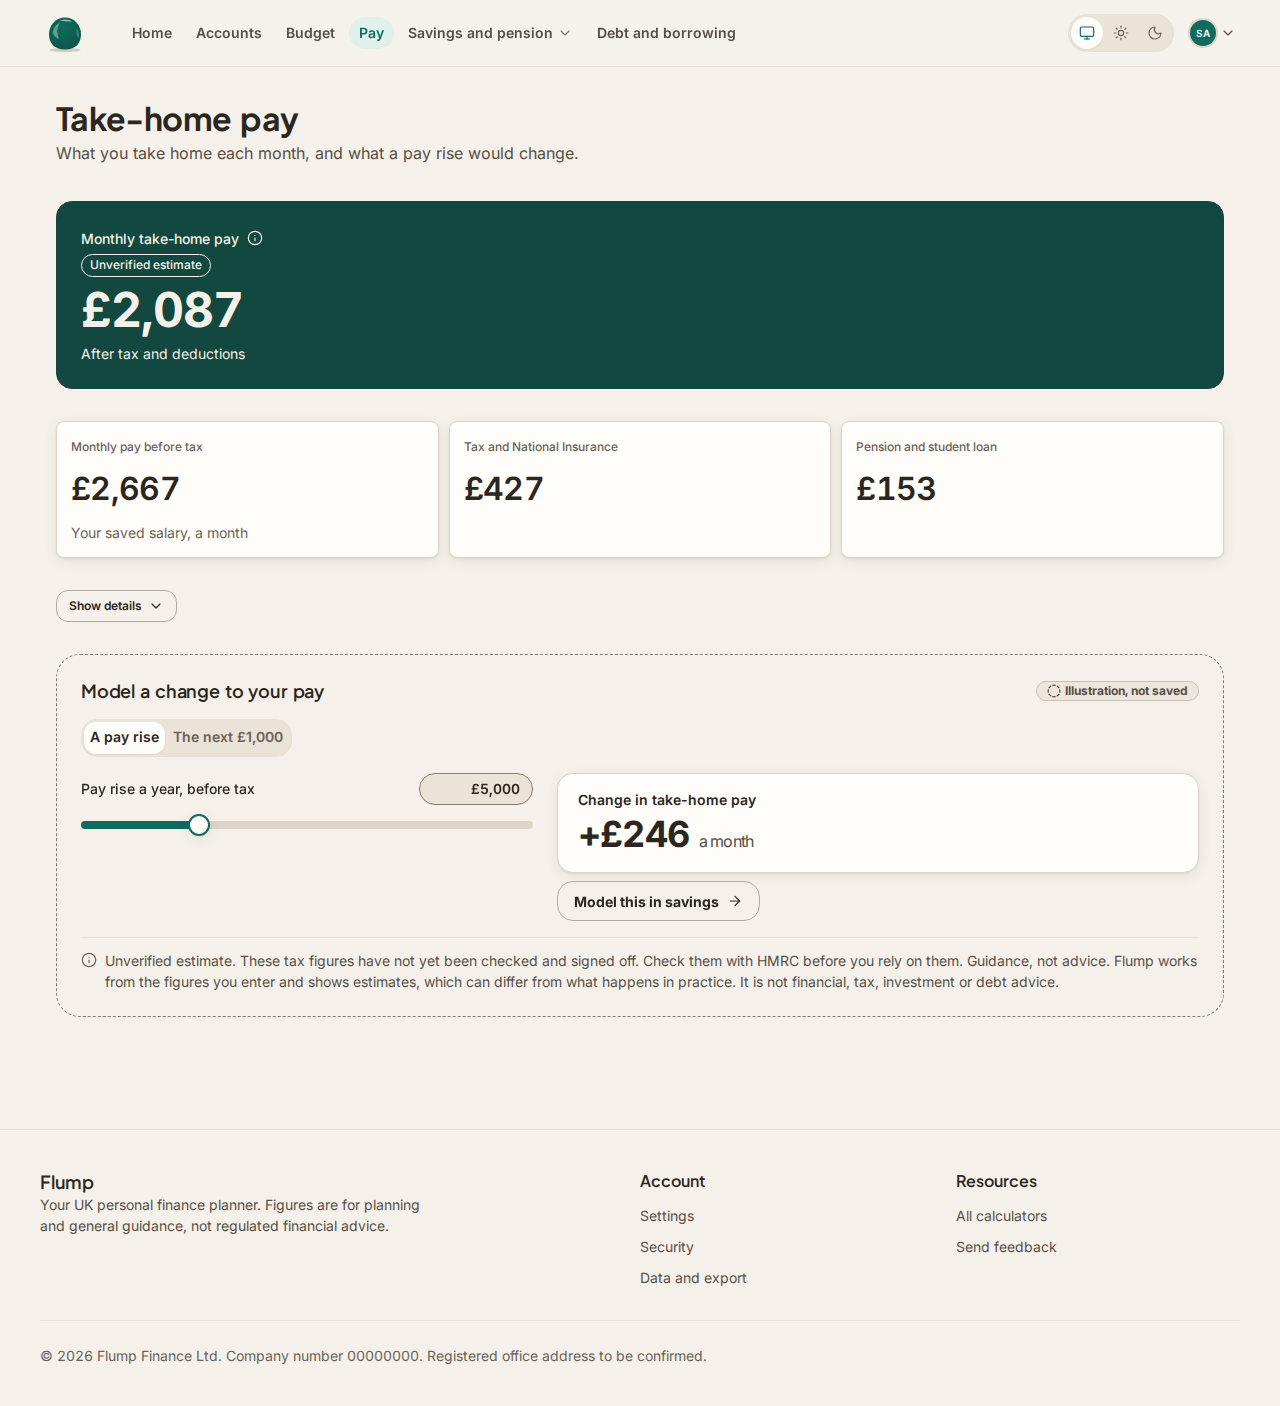 Home
Accounts
Budget
Pay
Savings and pension
Debt and borrowing
SA
Take-home pay
What you take home each month, and what a pay rise would change.
Monthly take-home pay
Unverified estimate
£2,087
After tax and deductions
Monthly pay before tax
£2,667
Your saved salary, a month
Tax and National Insurance
£427
Pension and student loan
£153
Show details
Model a change to your pay
Illustration, not saved
A pay rise
The next £1,000
Pay rise a year, before tax
£5,000
Change in take-home pay
+£246 a month
Model this in savings
Unverified estimate. These tax figures have not yet been checked and signed off. Check them with HMRC before you rely on them. Guidance, not advice. Flump works
from the figures you enter and shows estimates, which can differ from what happens in practice. It is not financial, tax, investment or debt advice.
Flump
Your UK personal finance planner. Figures are for planning
and general guidance, not regulated financial advice.
Account
Settings
Security
Data and export
Resources
All calculators
Send feedback
© 2026 Flump Finance Ltd. Company number 00000000. Registered office address to be confirmed.